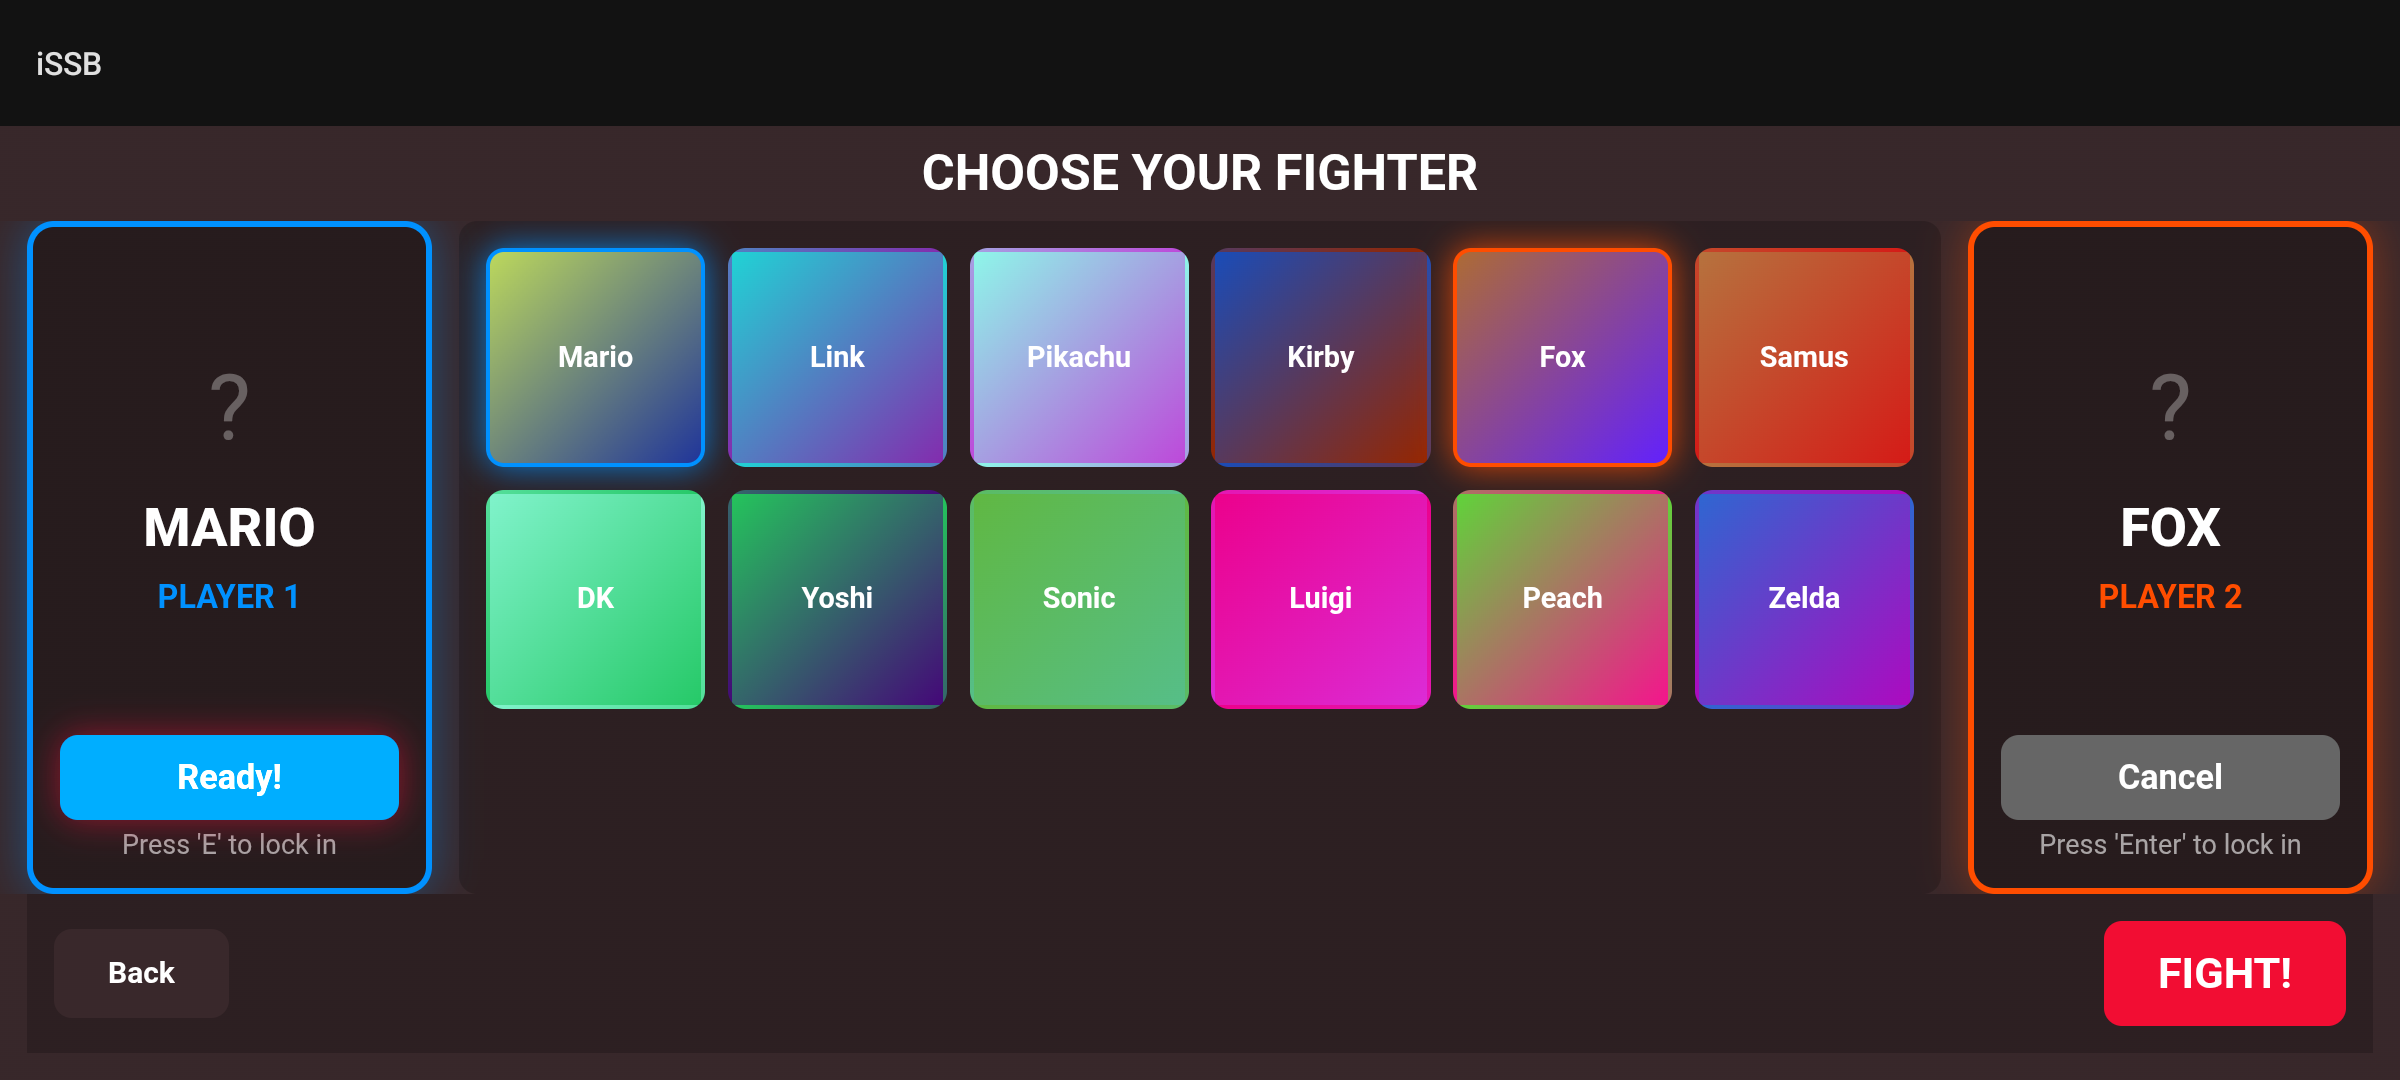 iSSB
CHOOSE YOUR FIGHTER
?
MARIO
PLAYER 1
Ready!
Press 'E' to lock in
Mario
Link
Pikachu
Kirby
Fox
Samus
DK
Yoshi
Sonic
Luigi
Peach
Zelda
?
FOX
PLAYER 2
Cancel
Press 'Enter' to lock in
Back
FIGHT!